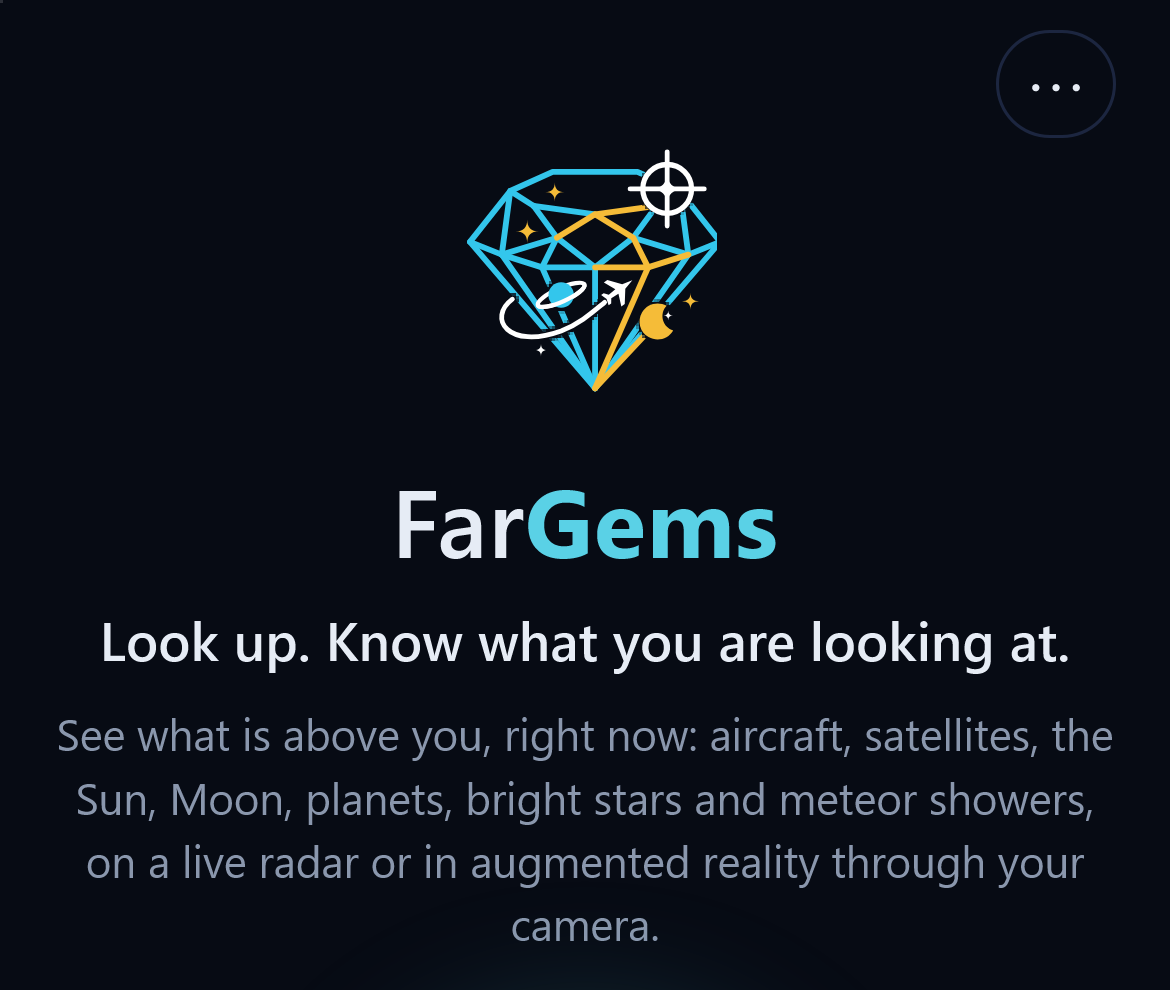 FarGems
Look up. Know what you are looking at.
See what is above you, right now: aircraft, satellites, the
Sun, Moon, planets, bright stars and meteor showers,
on a live radar or in augmented reality through your
camera.